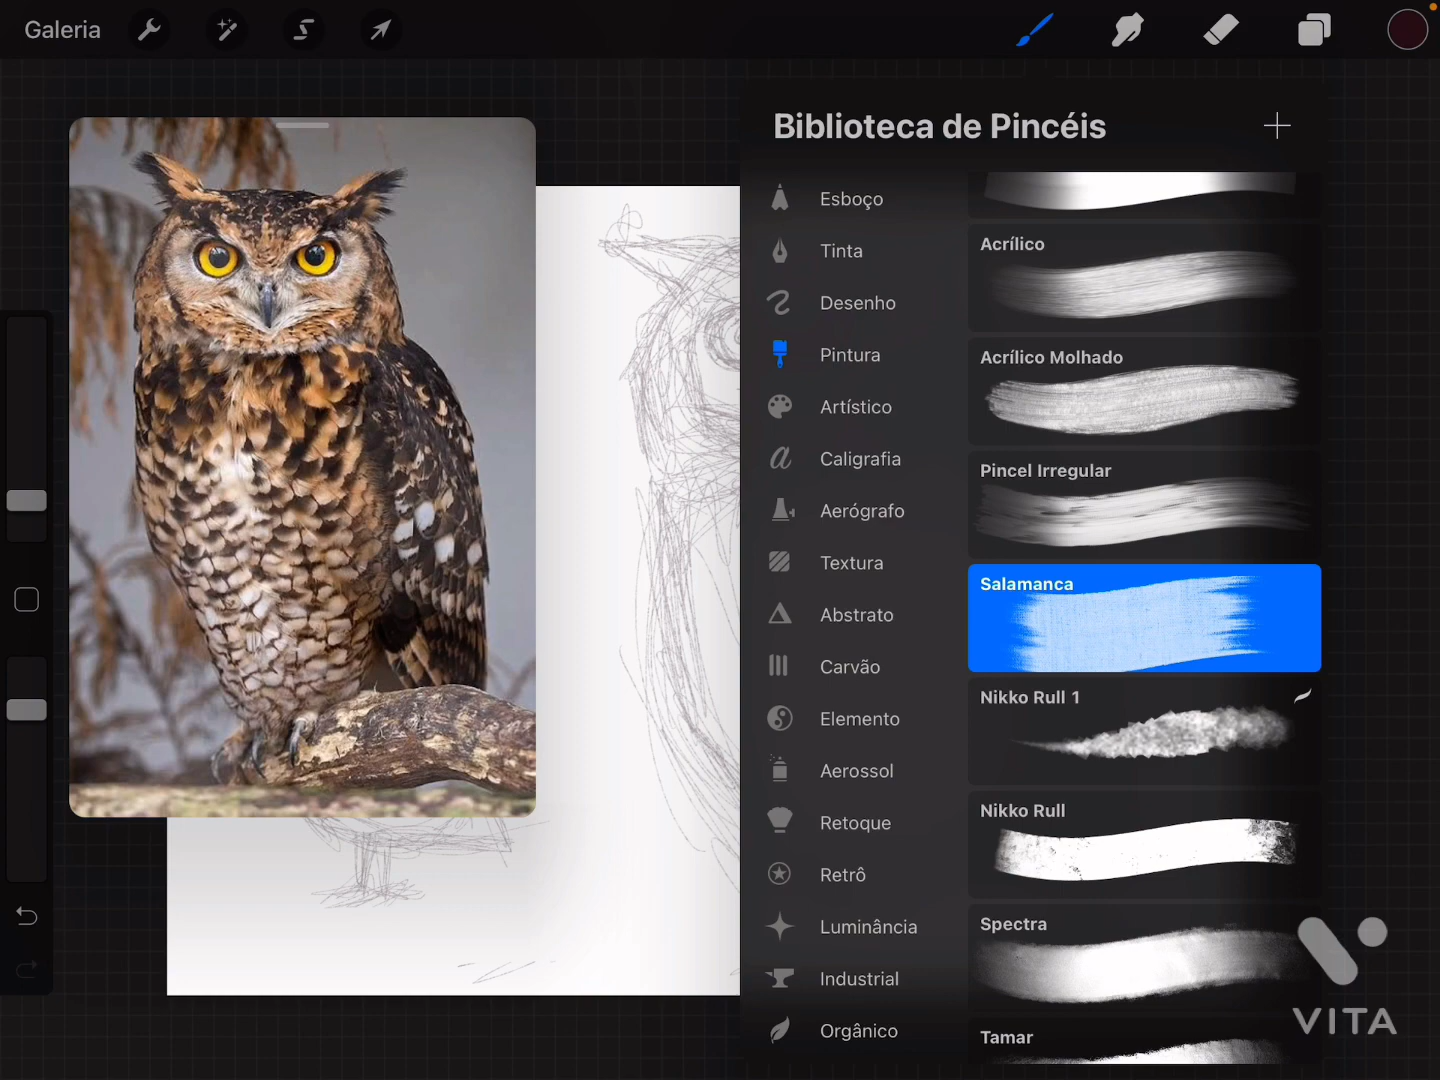 Galeria
Biblioteca de Pincéis
Esboço
Tinta
Desenho
Pintura
Artístico
Caligrafia
Aerógrafo
Textura
Abstrato
Carvão
Elemento
Aerossol
Retoque
Retrô
Luminância
Industrial
Orgânico
Acrílico
Acrílico Molhado
Pincel Irregular
Salamanca
Nikko Rull 1
Nikko Rull
Spectra
Tamar
VITA